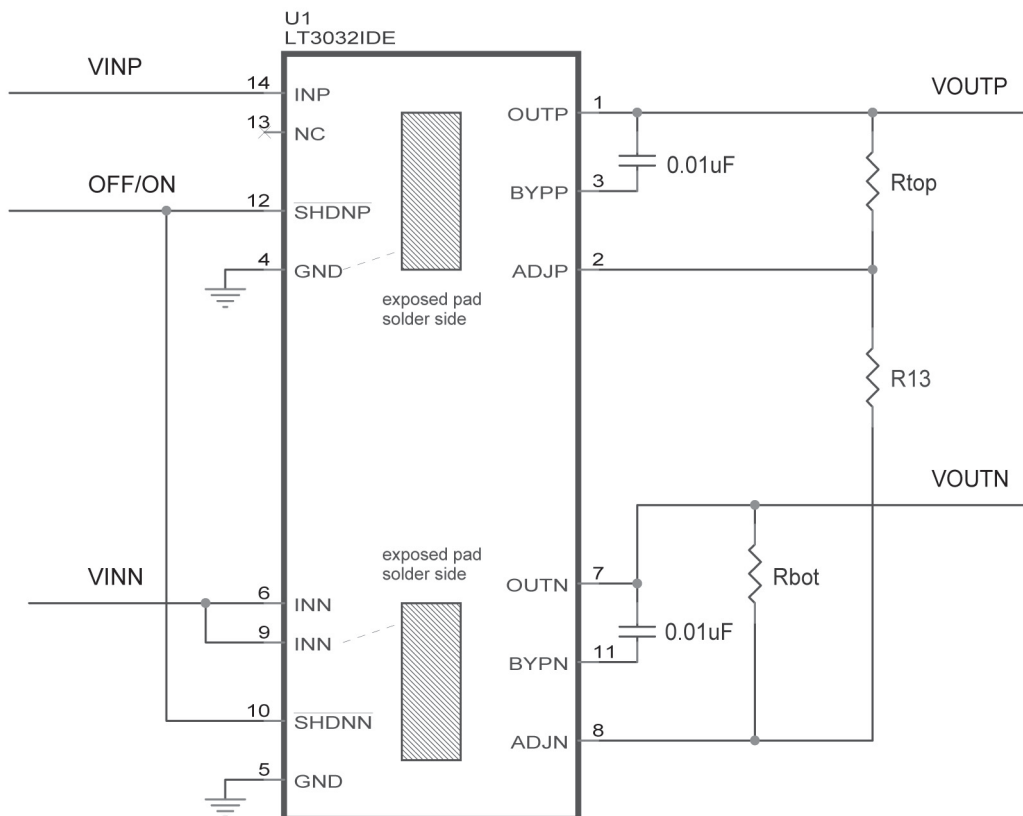 U1
LT3032IDE
VINP
14
INP
13
NC
OFF/ON
12
SHDNP
4
GND
exposed pad
solder side
1
OUTP
VOUTP
0.01uF
3
BYPP
Rtop
2
ADJP
R13
VOUTN
exposed pad
solder side
VINN
6
INN
9
INN
10
SHDNN
5
GND
7
OUTN
Rbot
0.01uF
11
BYPN
8
ADJN